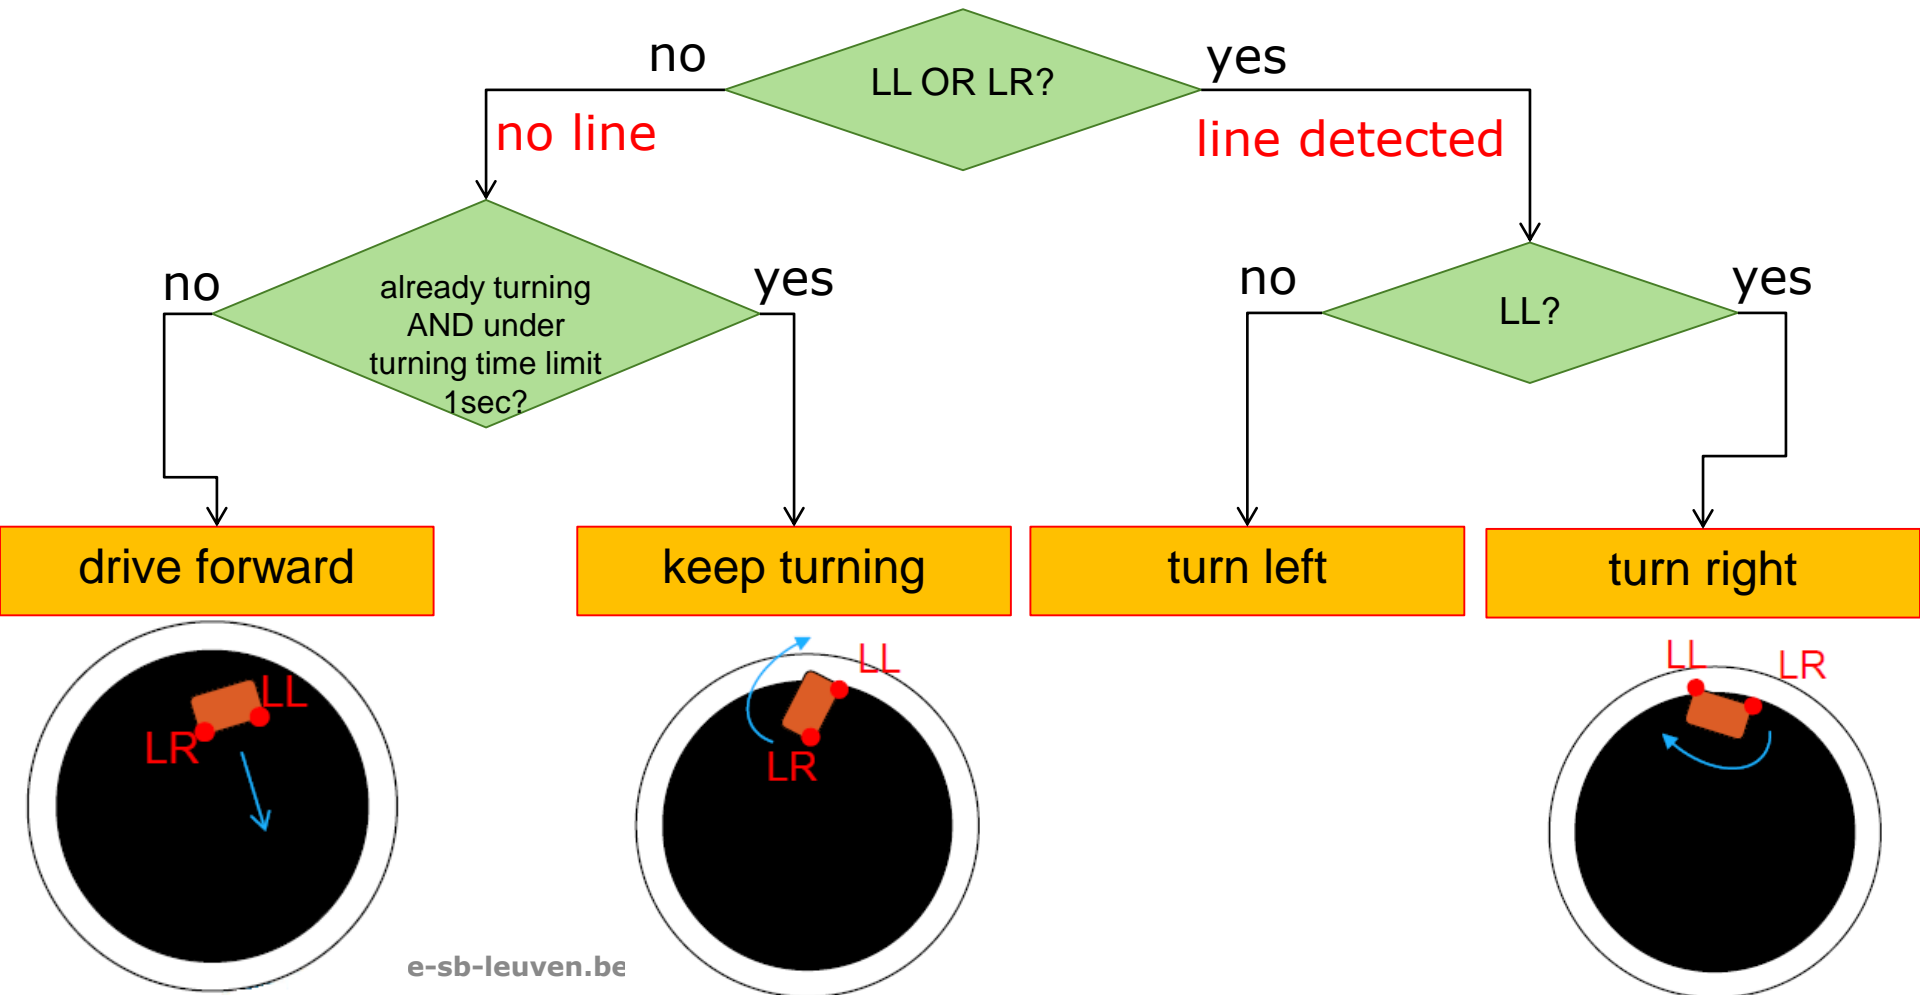 no
LL OR LR?
yes
no line
line detected
no
already turning
AND under
turning time limit
1sec?
yes
no
LL?
yes
drive forward
keep turning
turn left
turn right
LL
LR
LL
LR
LL
LR
e-sb-leuven.be